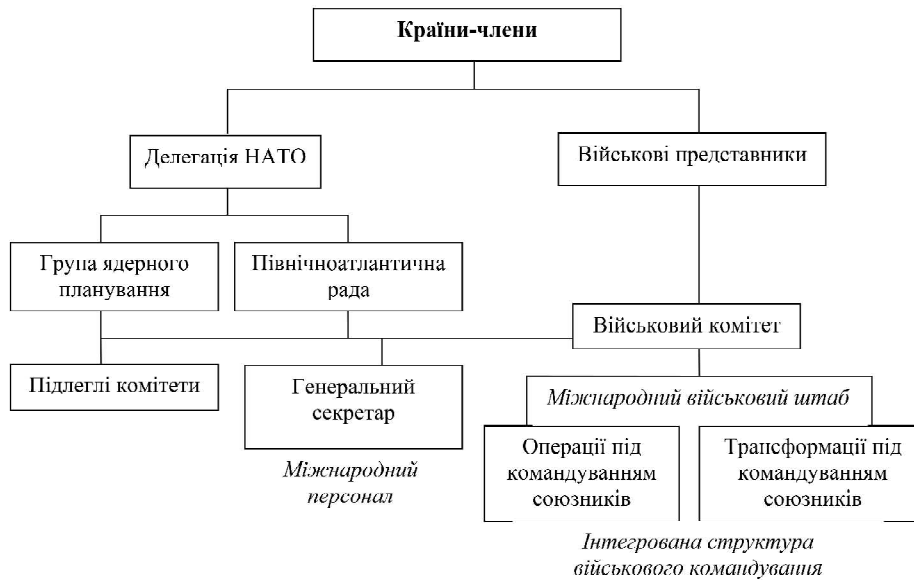 Країни-члени
Делегація НАТО
Військові представники
Група ядерного
планування
Північноатлантична
рада
Військовий комітет
Підлеглі комітети
Генеральний
секретар
Міжнародний
персонал
Міжнародний військовий штаб
Операції під
командуванням
союзників
Трансформації під
командуванням
союзників
Інтегрована структура
військового командування